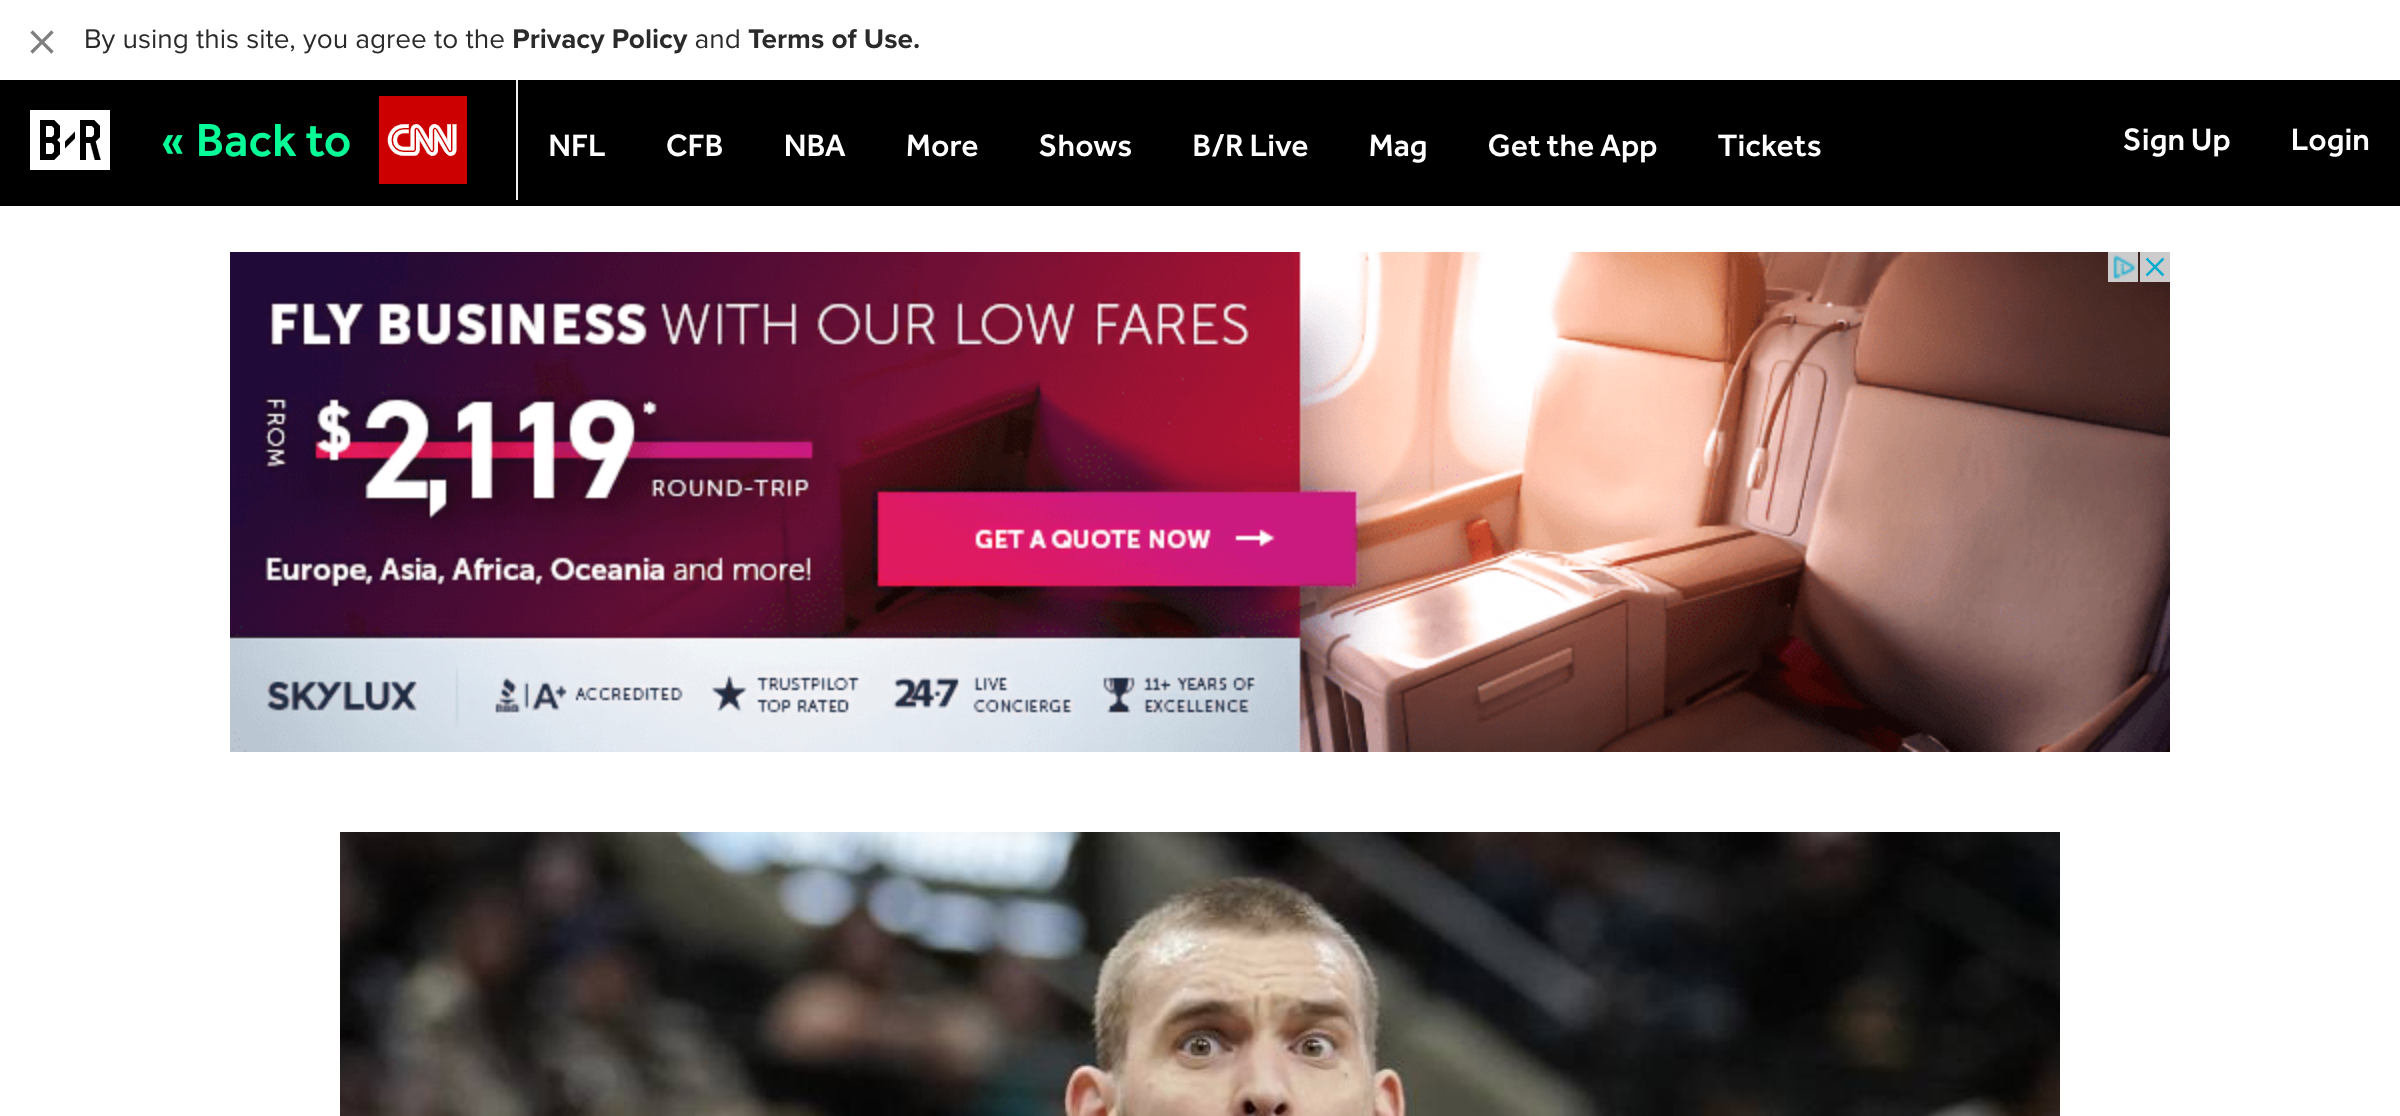 By using this site, you agree to the Privacy Policy and Terms of Use.
B/R « Back to CNN NFL CFB NBA More Shows B/R Live Mag Get the App Tickets Sign Up Login
FLY BUSINESS WITH OUR LOW FARES
FROM $2,119* ROUND-TRIP
GET A QUOTE NOW →
Europe, Asia, Africa, Oceania and more!
SKYLUX
BBB | A+ ACCREDITED
TRUSTPILOT
TOP RATED
24·7 LIVE
CONCIERGE
11+ YEARS OF
EXCELLENCE